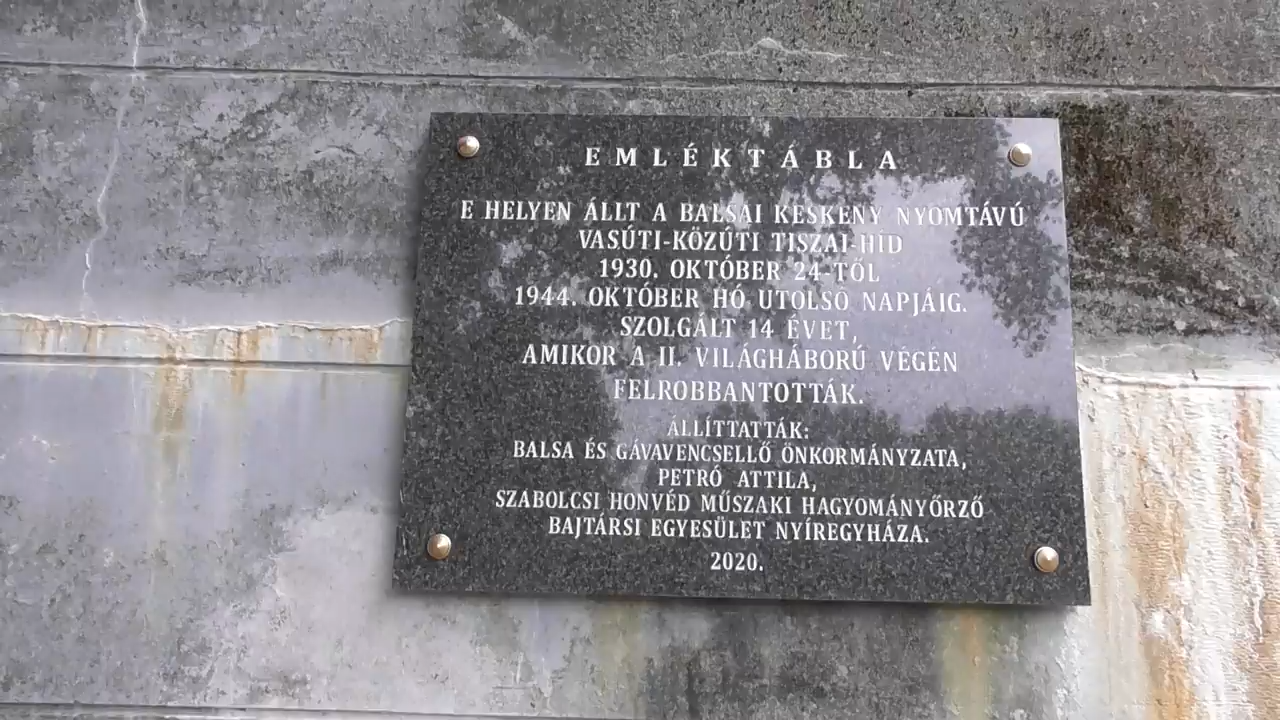 EMLÉKTÁBLA
E HELYEN ÁLLT A BALSAI KESKENY NYOMTÁVÚ
VASÚTI-KÖZÚTI TISZAI-HÍD
1930. OKTÓBER 24-TŐL
1944. OKTÓBER HÓ UTOLSÓ NAPJÁIG.
SZOLGÁLT 14 ÉVET,
AMIKOR A II. VILÁGHÁBORÚ VÉGÉN
FELROBBANTOTTÁK.
ÁLLÍTTATTÁK:
BALSA ÉS GÁVAVENCSELLŐ ÖNKORMÁNYZATA,
PETRÓ ATTILA,
SZABOLCSI HONVÉD MŰSZAKI HAGYOMÁNYŐRZŐ
BAJTÁRSI EGYESÜLET NYÍREGYHÁZA.
2020.